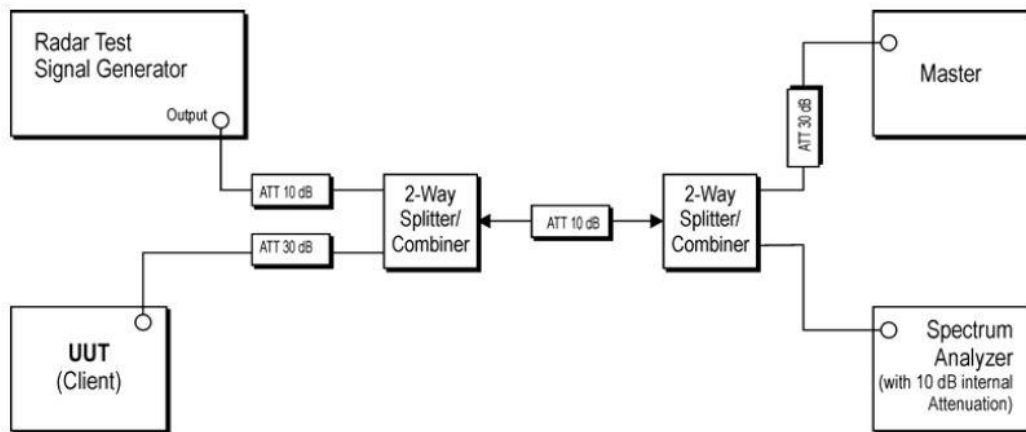 Radar Test
Signal Generator
Output
Master
ATT 30 dB
ATT 10 dB
2-Way
Splitter/
Combiner
ATT 10 dB
2-Way
Splitter/
Combiner
ATT 30 dB
UUT
(Client)
Spectrum
Analyzer
(with 10 dB internal
Attenuation)